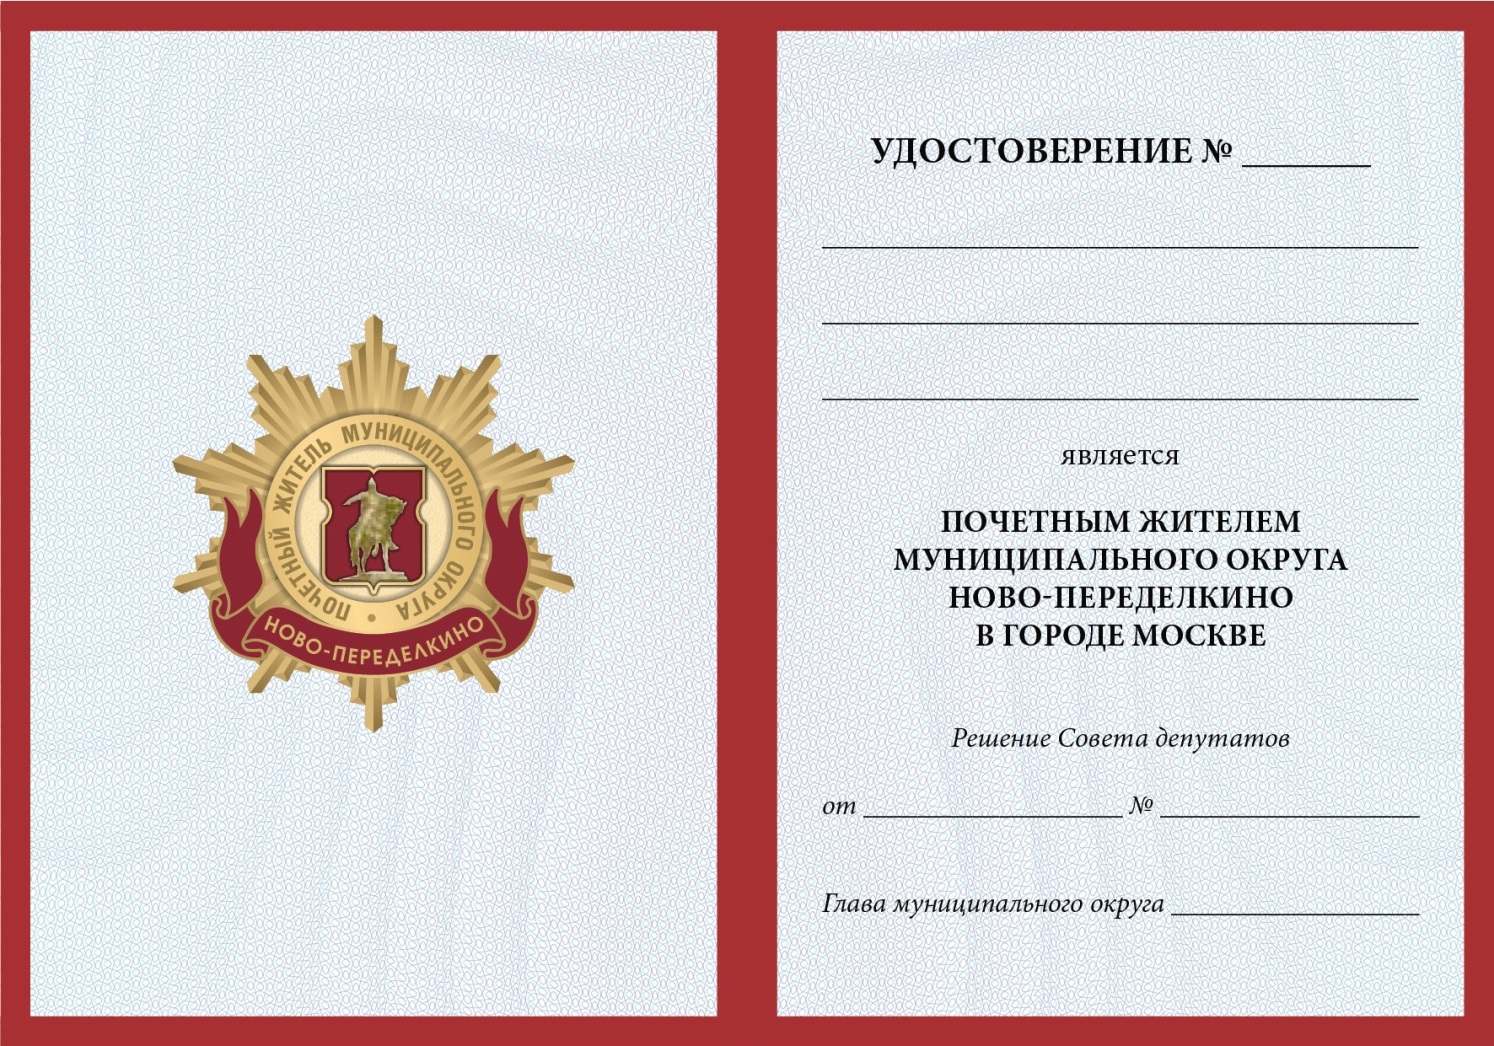 ПОЧЕТНЫЙ ЖИТЕЛЬ МУНИЦИПАЛЬНОГО ОКРУГА
НОВО-ПЕРЕДЕЛКИНО
УДОСТОВЕРЕНИЕ №
является
ПОЧЕТНЫМ ЖИТЕЛЕМ
МУНИЦИПАЛЬНОГО ОКРУГА
НОВО-ПЕРЕДЕЛКИНО
В ГОРОДЕ МОСКВЕ
Решение Совета депутатов
от №
Глава муниципального округа